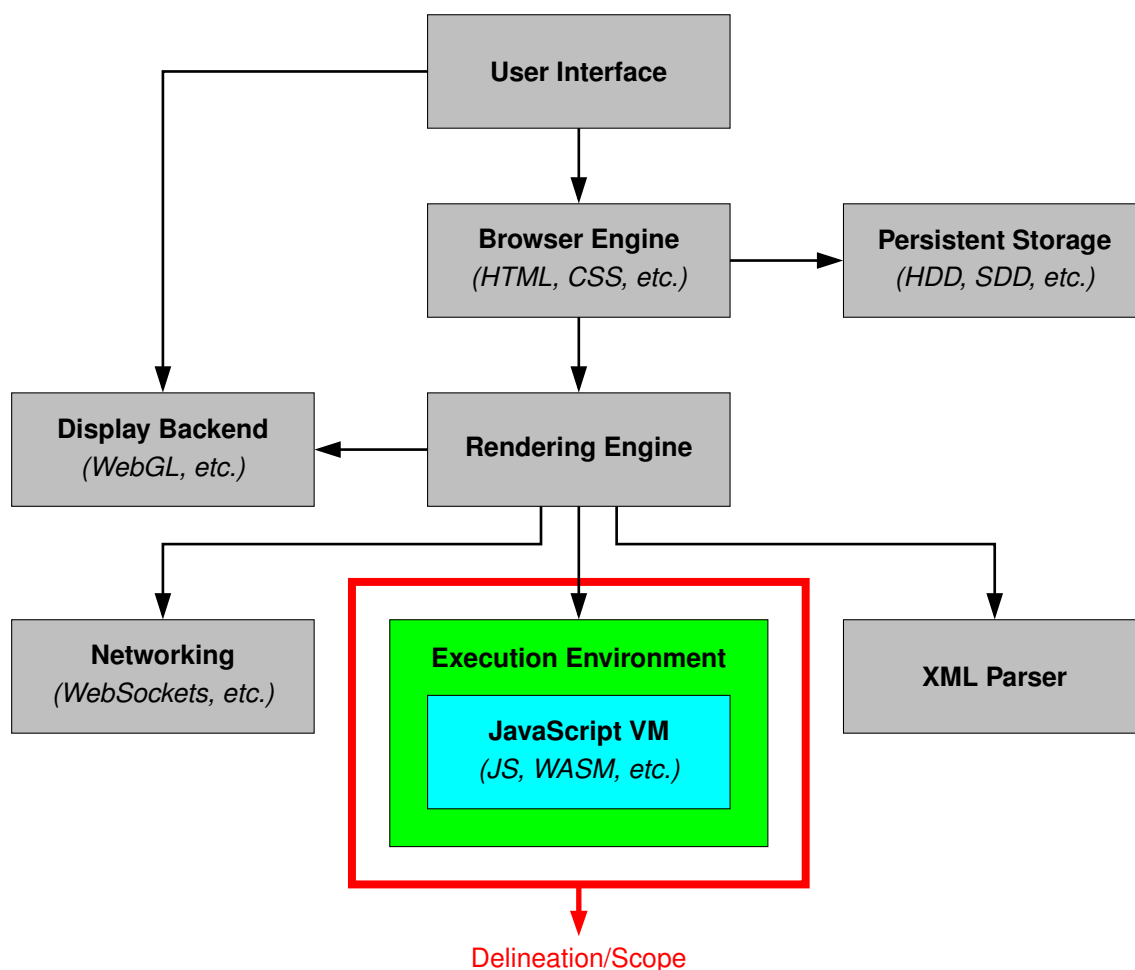 User Interface
Browser Engine
(HTML, CSS, etc.)
Persistent Storage
(HDD, SDD, etc.)
Display Backend
(WebGL, etc.)
Rendering Engine
Networking
(WebSockets, etc.)
Execution Environment
JavaScript VM
(JS, WASM, etc.)
XML Parser
Delineation/Scope